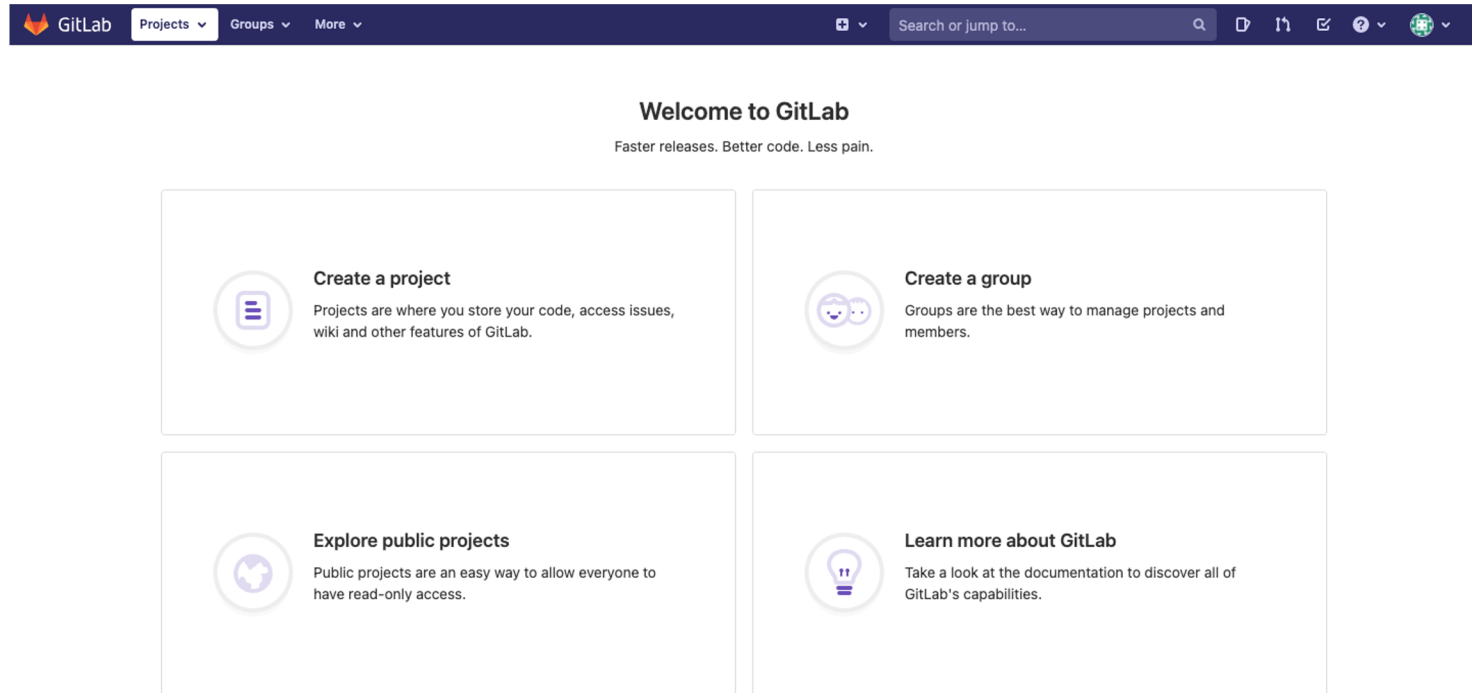 GitLab Projects Groups More Search or jump to...
Welcome to GitLab
Faster releases. Better code. Less pain.
Create a project
Projects are where you store your code, access issues,
wiki and other features of GitLab.
Create a group
Groups are the best way to manage projects and
members.
Explore public projects
Public projects are an easy way to allow everyone to
have read-only access.
Learn more about GitLab
Take a look at the documentation to discover all of
GitLab's capabilities.